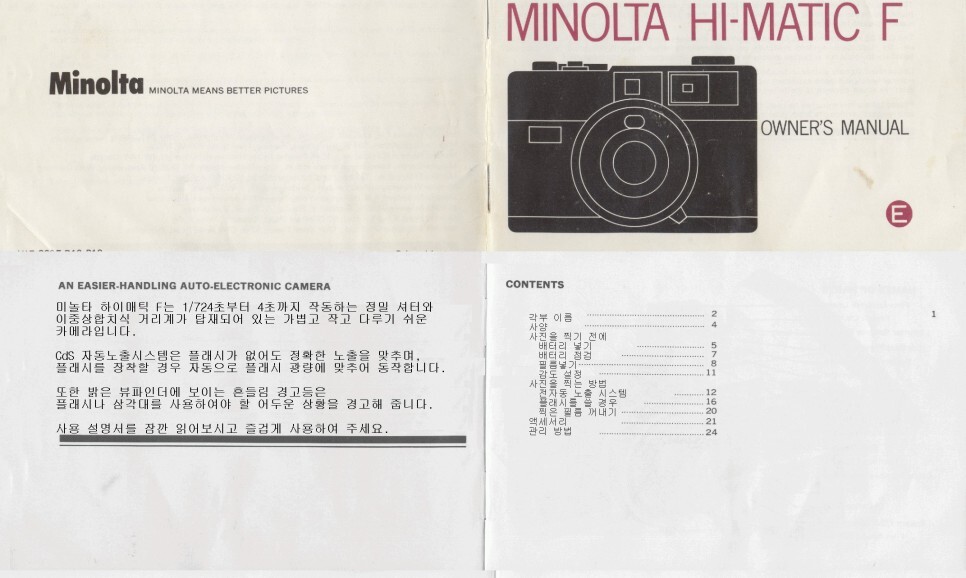 Minolta MINOLTA MEANS BETTER PICTURES
MINOLTA HI-MATIC F
OWNER'S MANUAL
E
AN EASIER-HANDLING AUTO-ELECTRONIC CAMERA
미놀타 하이매틱 F는 1/724초부터 4초까지 작동하는 정밀 셔터와
이중상합치식 거리계가 탑재되어 있는 가볍고 작고 다루기 쉬운
카메라입니다.
CdS 자동노출시스템은 플래시가 없어도 정확한 노출을 맞추며,
플래시를 장착할 경우 자동으로 플래시 광량에 맞추어 동작합니다.
또한 밝은 뷰파인더에 보이는 흔들림 경고등은
플래시나 삼각대를 사용하여야 할 어두운 상황을 경고해 줍니다.
사용 설명서를 잠깐 읽어보시고 즐겁게 사용하여 주세요.
CONTENTS
각부 이름 2
사양 4
사진을 찍기 전에
배터리 넣기 5
배터리 점검 7
필름넣기 8
감도 설정 11
사진을 찍는 방법
전자동 노출 시스템 12
플래시를 쓸 경우 16
찍은 필름 꺼내기 20
액세서리 21
관리 방법 24
1